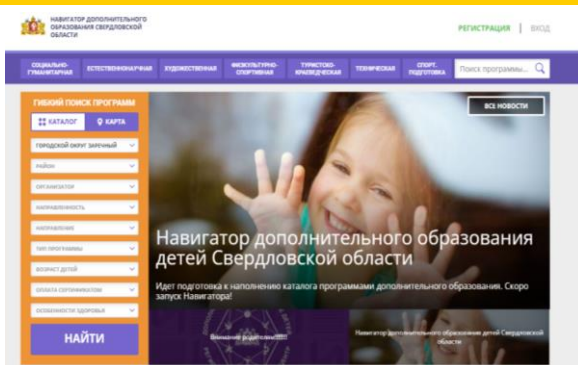 НАВИГАТОР ДОПОЛНИТЕЛЬНОГО
ОБРАЗОВАНИЯ СВЕРДЛОВСКОЙ
ОБЛАСТИ
РЕГИСТРАЦИЯ | ВХОД
СОЦИАЛЬНО-
ГУМАНИТАРНАЯ
ЕСТЕСТВЕННОНАУЧНАЯ
ХУДОЖЕСТВЕННАЯ
ФИЗКУЛЬТУРНО-
СПОРТИВНАЯ
ТУРИСТСКО-
КРАЕВЕДЧЕСКАЯ
ТЕХНИЧЕСКАЯ
СПОРТ.
ПОДГОТОВКА
Поиск программы...
ГИБКИЙ ПОИСК ПРОГРАММ
КАТАЛОГ
КАРТА
ГОРОДСКОЙ ОКРУГ ЗАРЕЧНЫЙ
РАЙОН
ОРГАНИЗАТОР
НАПРАВЛЕННОСТЬ
НАПРАВЛЕНИЕ
ТИП ПРОГРАММЫ
ВОЗРАСТ ДЕТЕЙ
ОПЛАТА СЕРТИФИКАТОМ
ОСОБЕННОСТИ ЗДОРОВЬЯ
НАЙТИ
ВСЕ НОВОСТИ
Навигатор дополнительного образования
детей Свердловской области
Идет подготовка к наполнению каталога программами дополнительного образования. Скоро
запуск Навигатора!
Внимание родителям!!!!!
Навигатор дополнительного образования детей Свердловской
области